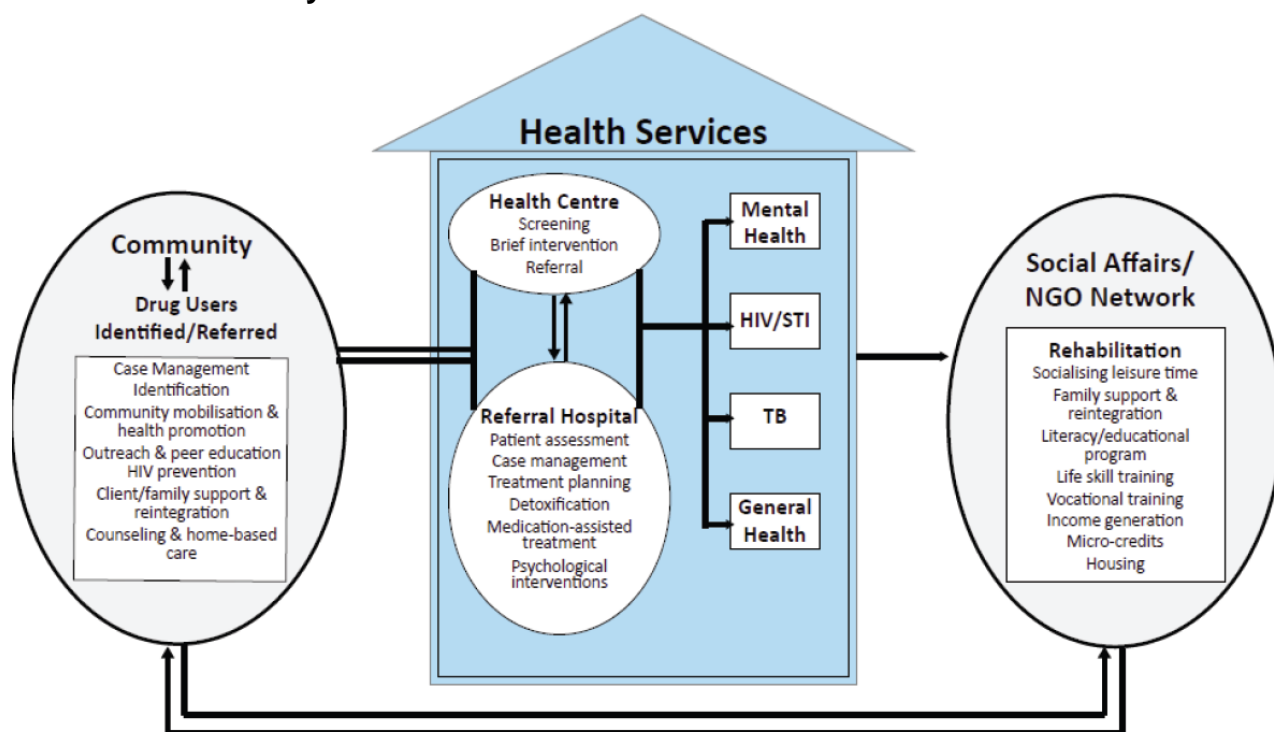 Health Services
Community
Drug Users
Identified/Referred
Case Management
Identification
Community mobilisation &
health promotion
Outreach & peer education
HIV prevention
Client/family support &
reintegration
Counseling & home-based
care
Health Centre
Screening
Brief intervention
Referral
Referral Hospital
Patient assessment
Case management
Treatment planning
Detoxification
Medication-assisted
treatment
Psychological
interventions
Mental
Health
HIV/STI
TB
General
Health
Social Affairs/
NGO Network
Rehabilitation
Socialising leisure time
Family support &
reintegration
Literacy/educational
program
Life skill training
Vocational training
Income generation
Micro-credits
Housing